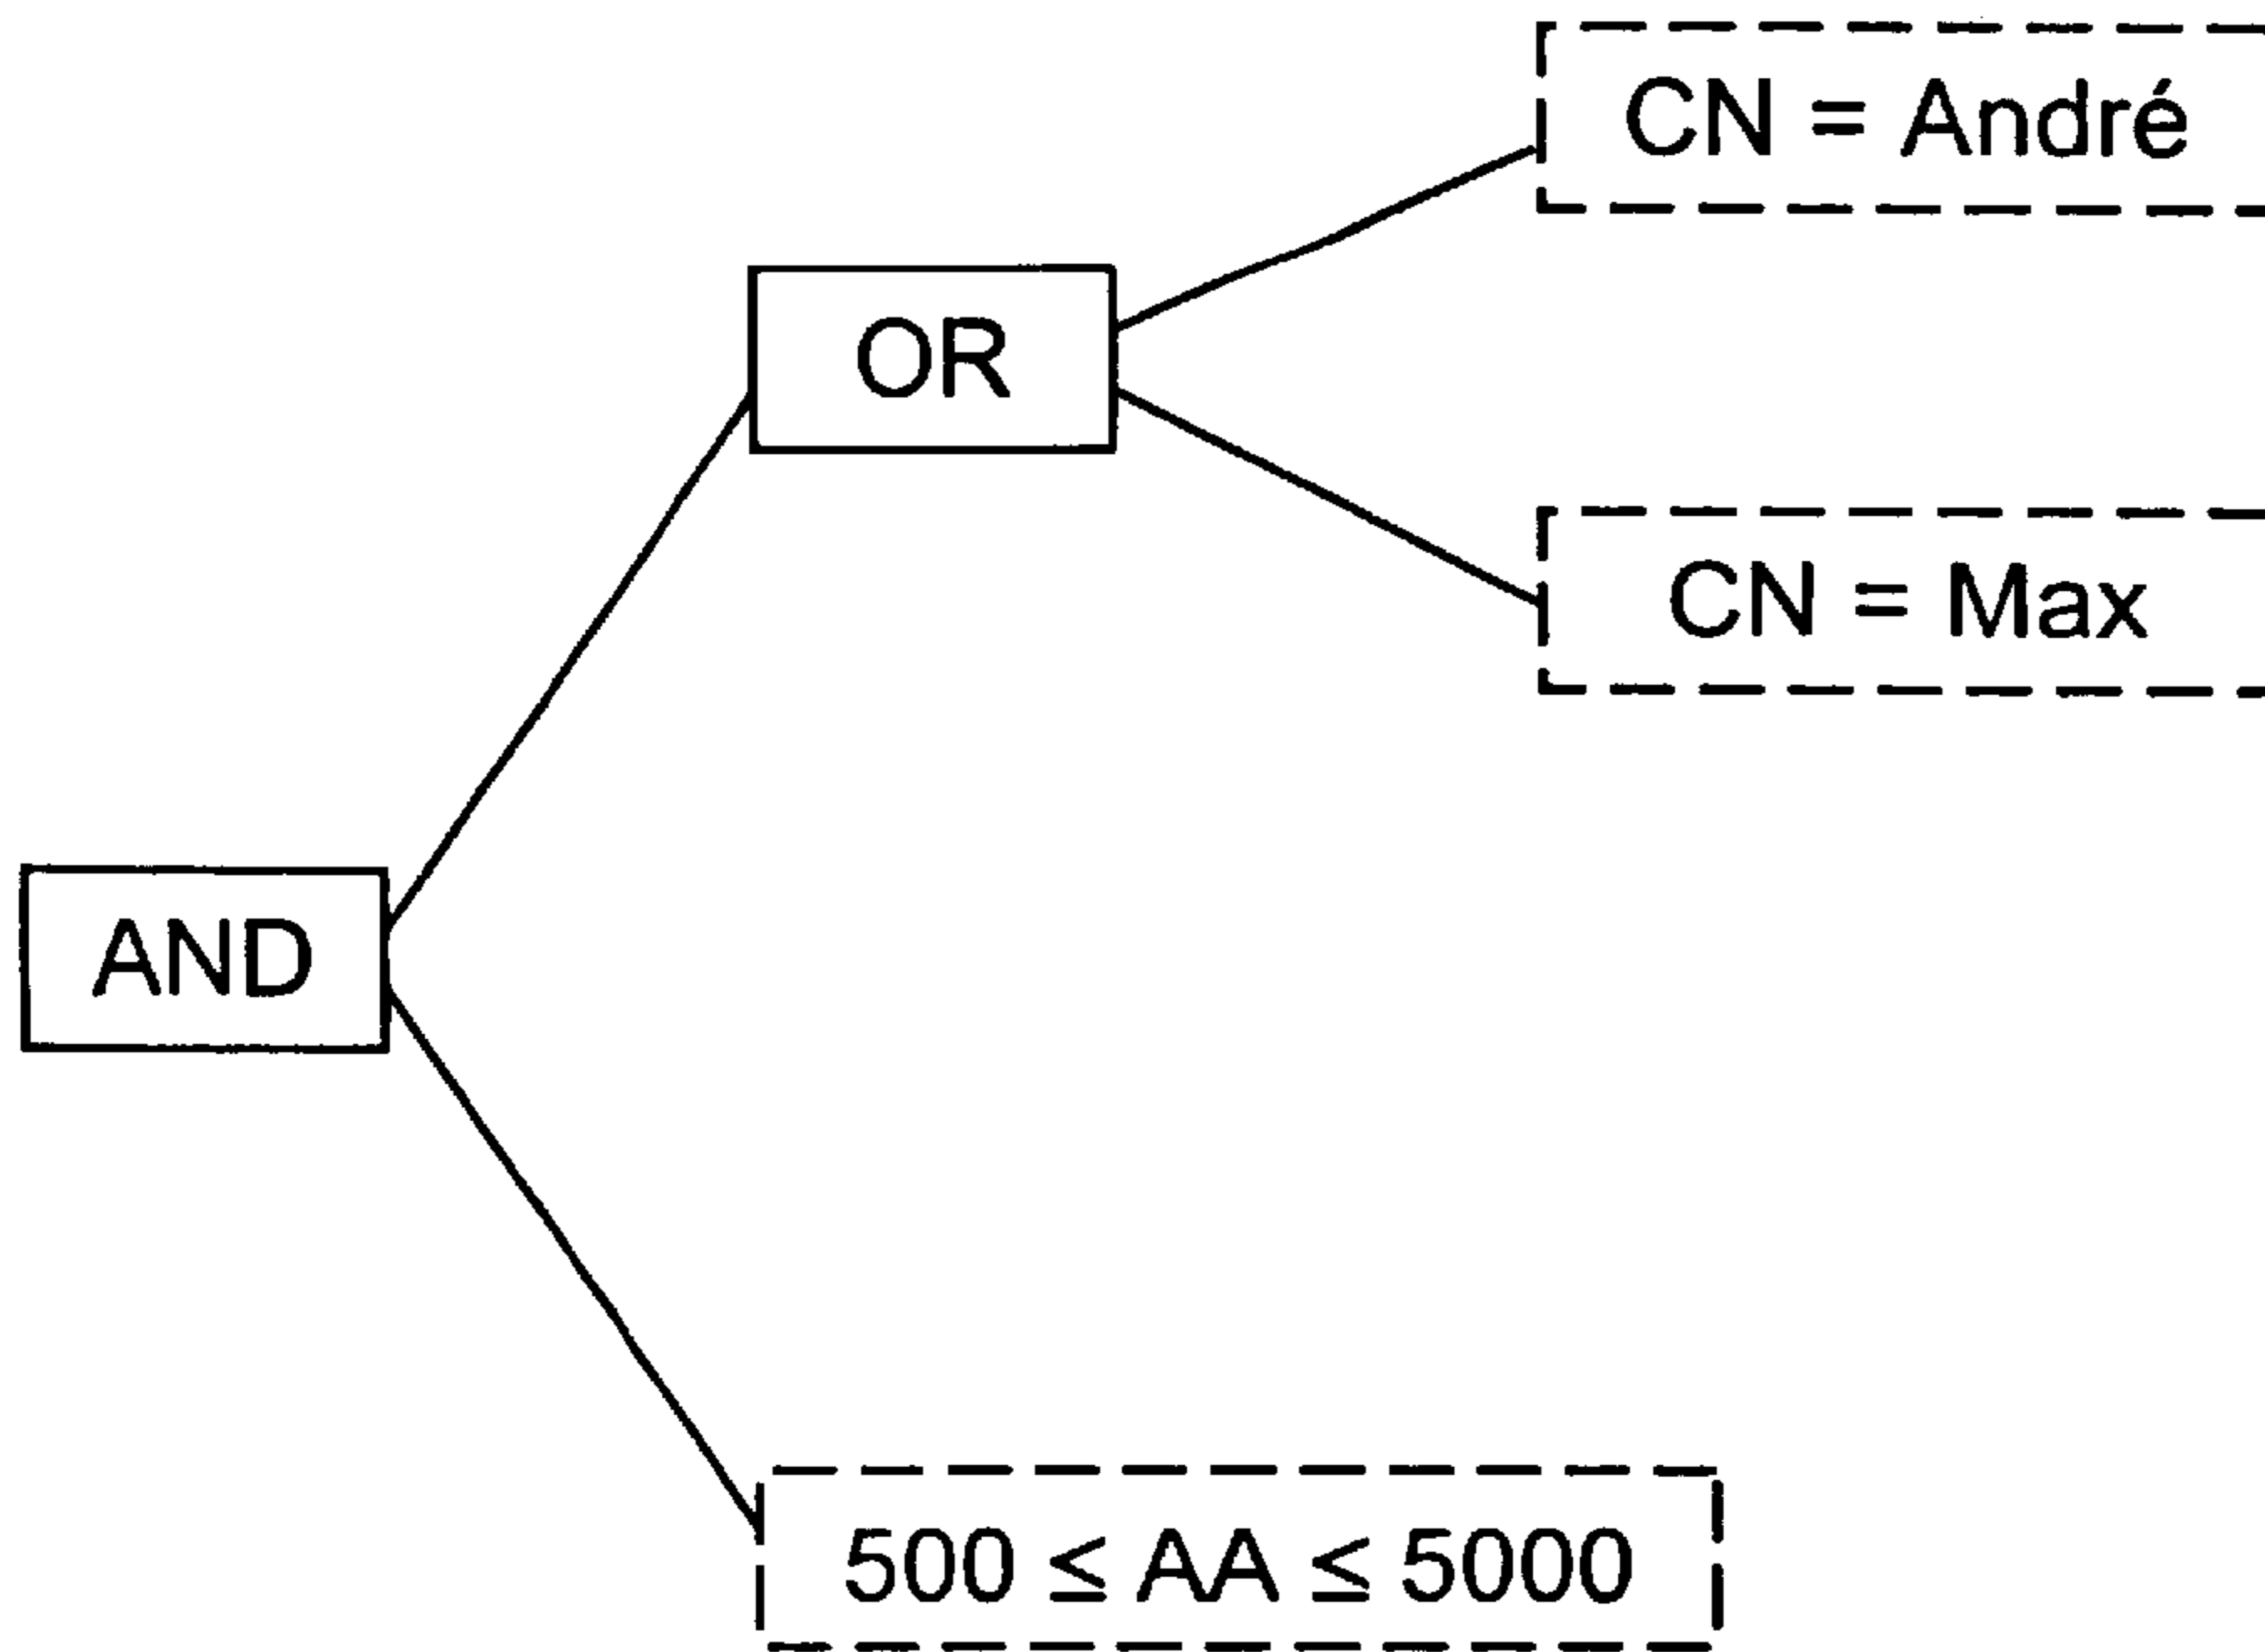 CN = André
OR
CN = Max
AND
500 ≤ AA ≤ 5000